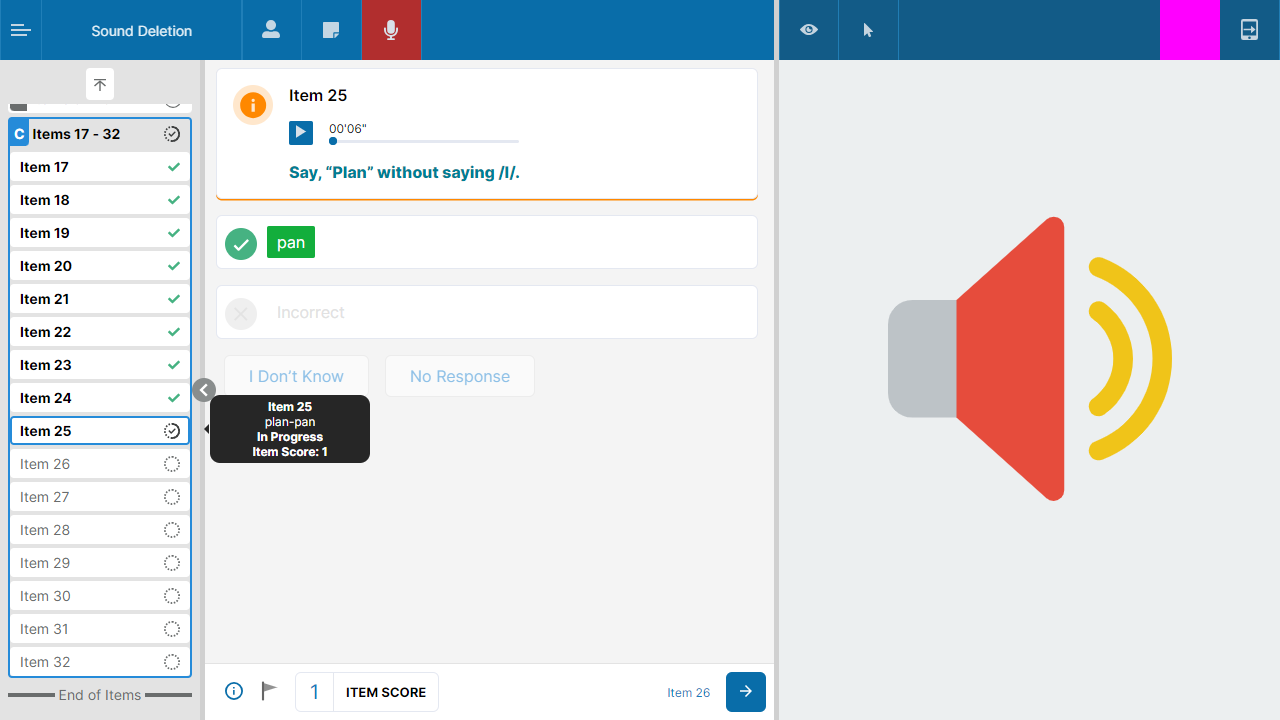 Sound Deletion
C Items 17 - 32
Item 17
Item 18
Item 19
Item 20
Item 21
Item 22
Item 23
Item 24
Item 25
Item 26
Item 27
Item 28
Item 29
Item 30
Item 31
Item 32
End of Items
Item 25
00'06"
Say, “Plan” without saying /l/.
pan
Incorrect
I Don’t Know
No Response
Item 25
plan-pan
In Progress
Item Score: 1
1 ITEM SCORE
Item 26